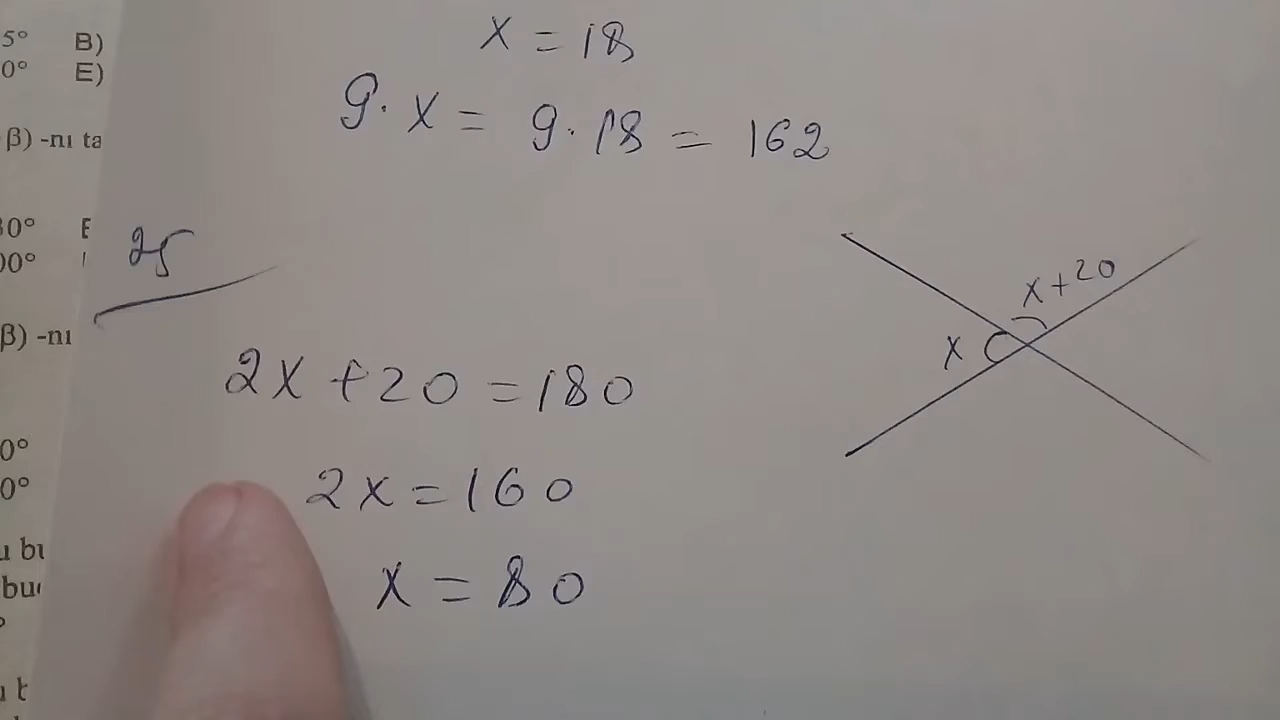 5° B)
0° E)
β) -nı ta
30° E
00°
β) -nı
0°
0°
u bu
buc
x = 18
9 · x = 9 · 18 = 162
25
2x + 20 = 180
2x = 160
x = 80
x + 20
x